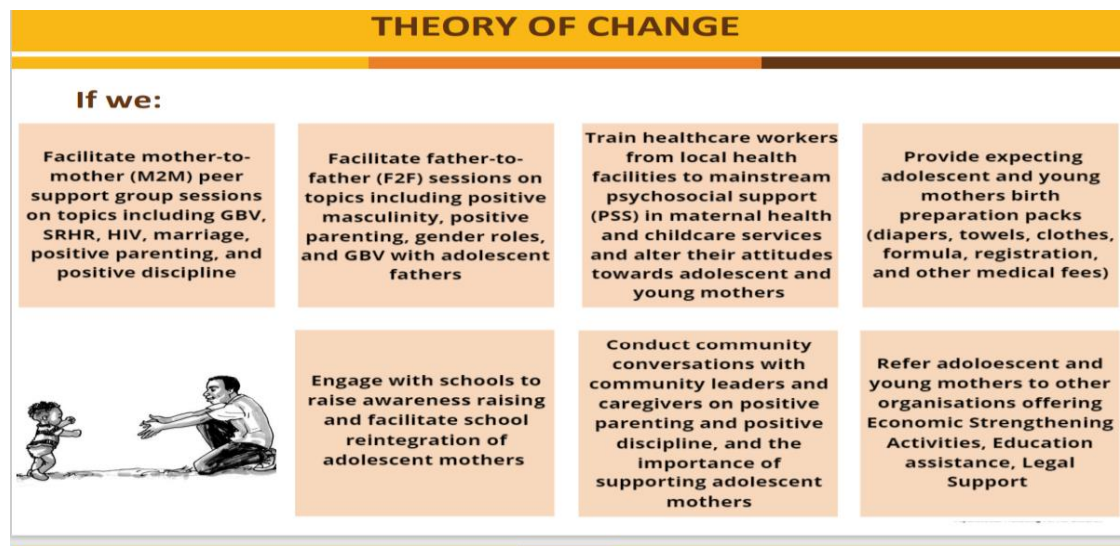 THEORY OF CHANGE
If we:
Facilitate mother-to-
mother (M2M) peer
support group sessions
on topics including GBV,
SRHR, HIV, marriage,
positive parenting, and
positive discipline
Facilitate father-to-
father (F2F) sessions on
topics including positive
masculinity, positive
parenting, gender roles,
and GBV with adolescent
fathers
Train healthcare workers
from local health
facilities to mainstream
psychosocial support
(PSS) in maternal health
and childcare services
and alter their attitudes
towards adolescent and
young mothers
Provide expecting
adolescent and young
mothers birth
preparation packs
(diapers, towels, clothes,
formula, registration,
and other medical fees)
Engage with schools to
raise awareness raising
and facilitate school
reintegration of
adolescent mothers
Conduct community
conversations with
community leaders and
caregivers on positive
parenting and positive
discipline, and the
importance of
supporting adolescent
mothers
Refer adoloescent and
young mothers to other
organisations offering
Economic Strengthening
Activities, Education
assistance, Legal
Support